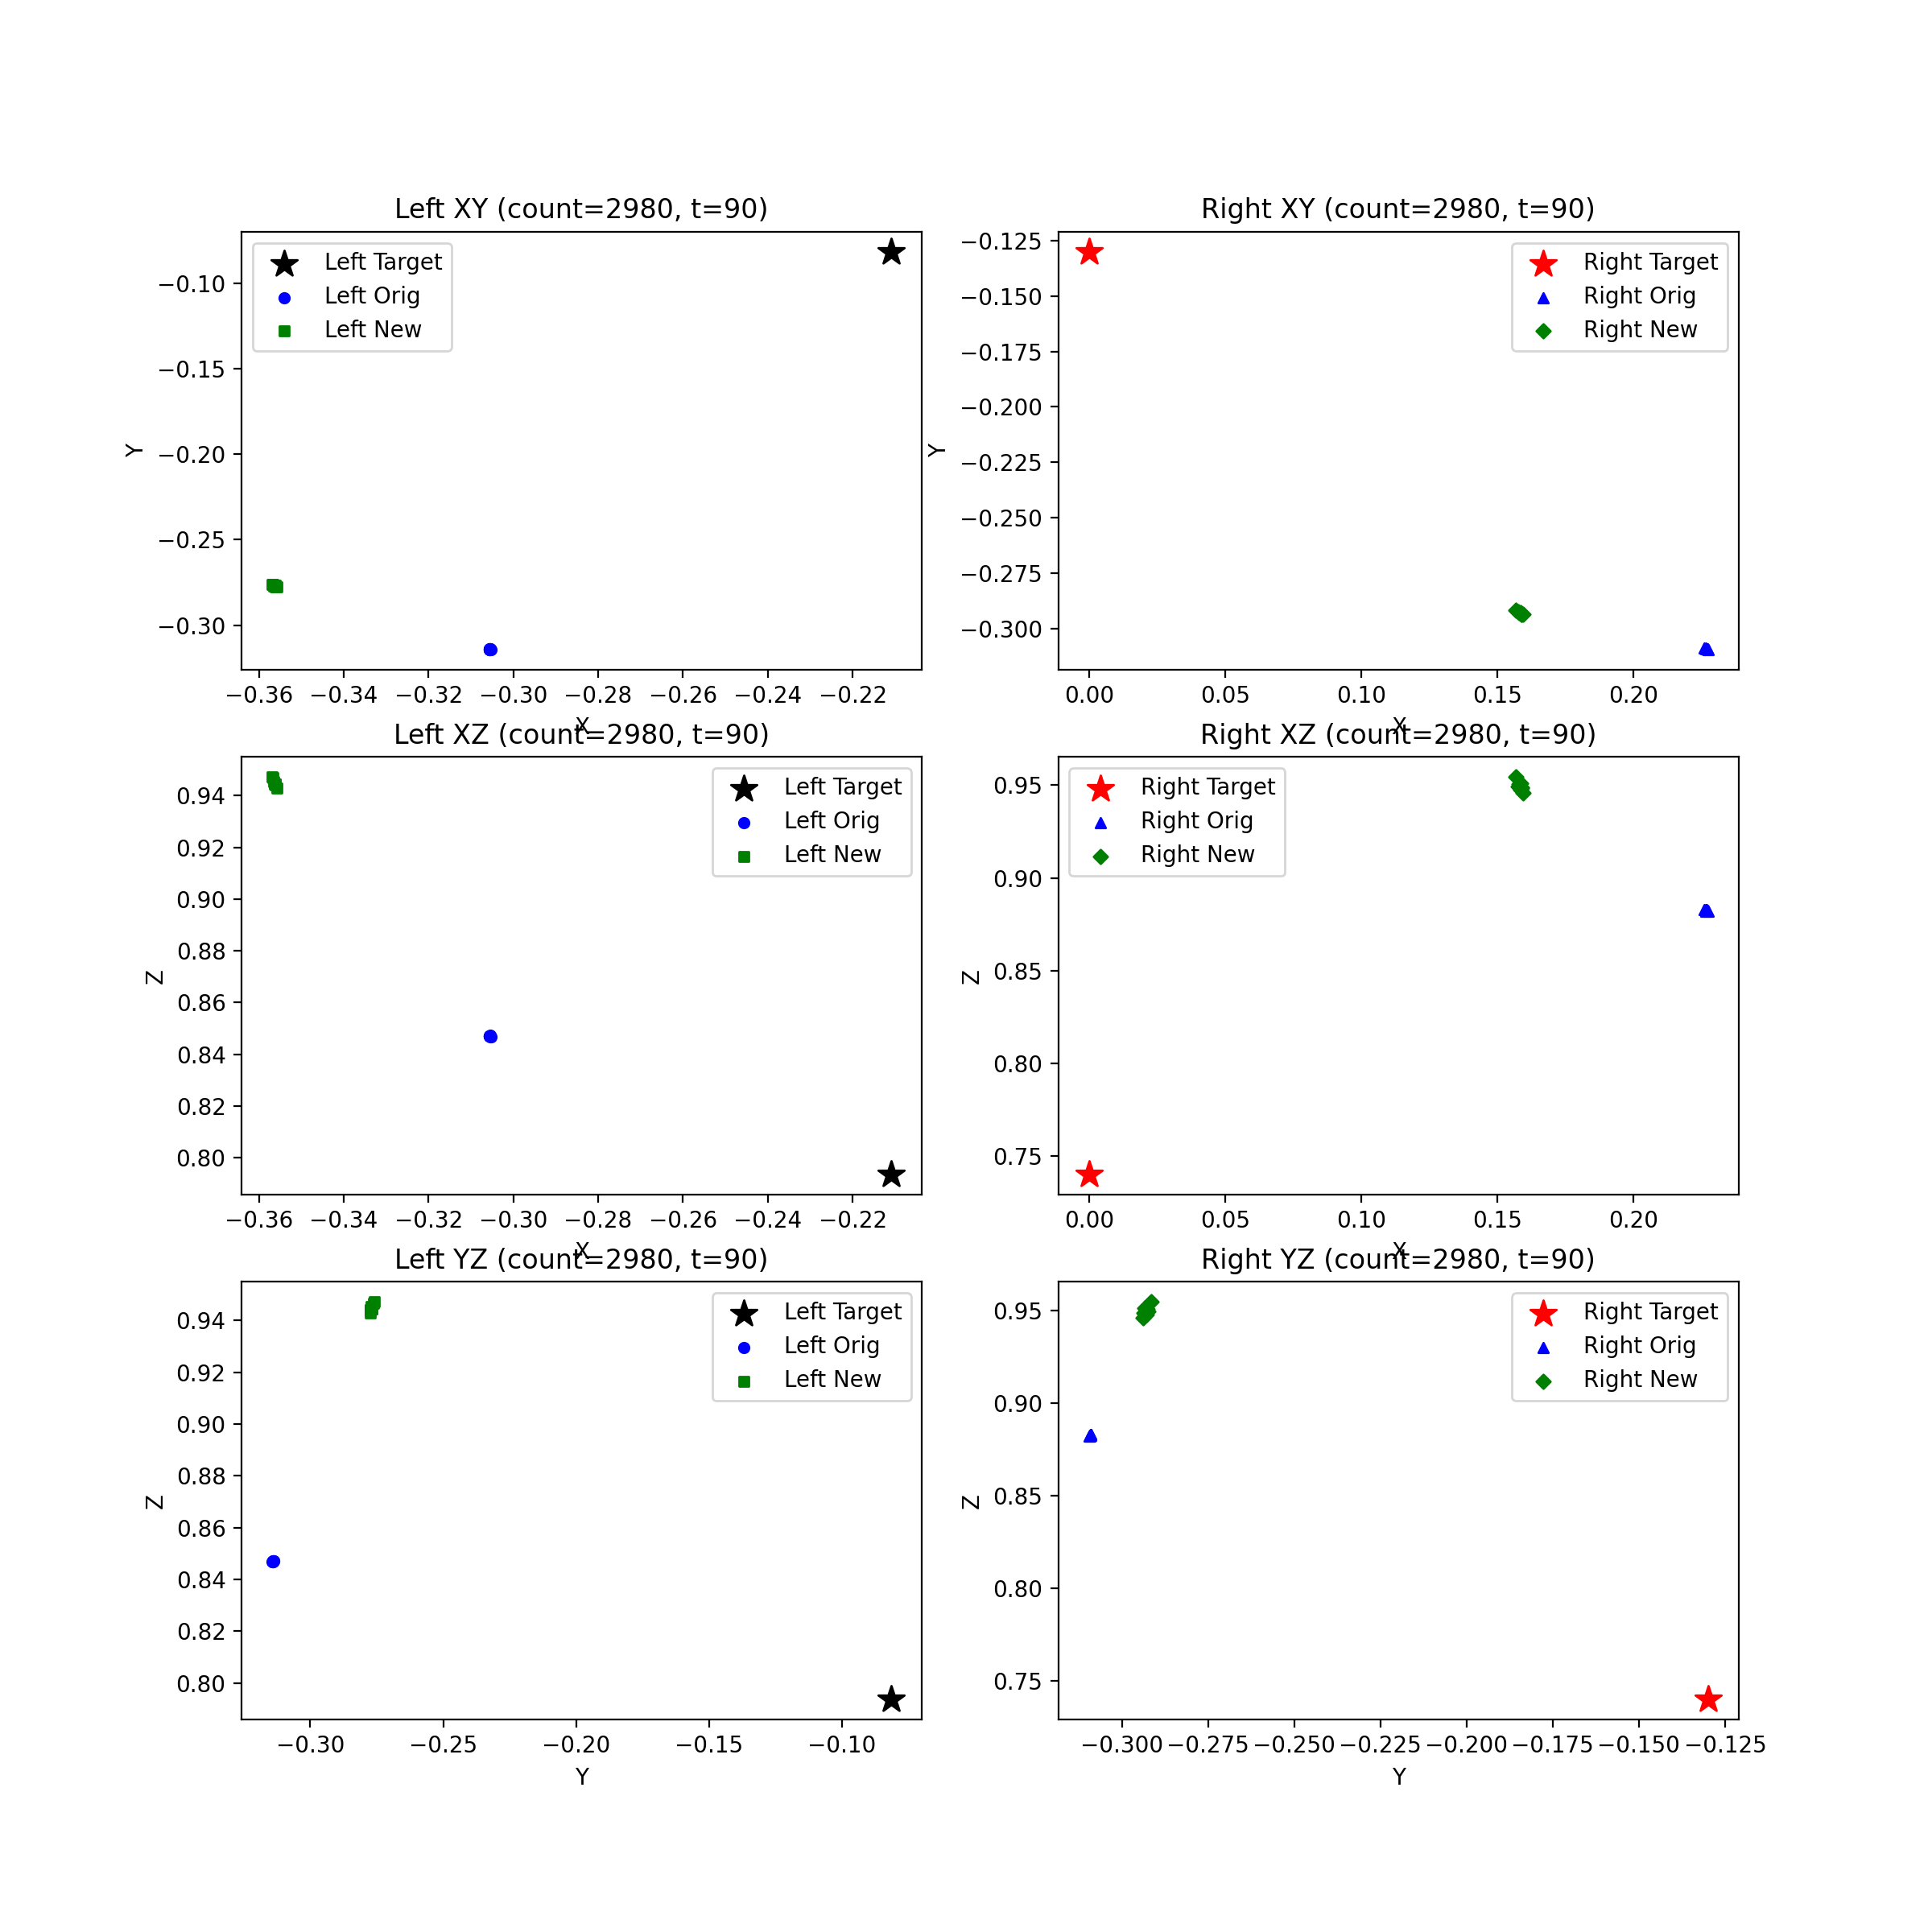 Left XY (count=2980, t=90)
Left Target
Left Orig
Left New
−0.10
−0.15
−0.20
−0.25
−0.30
Y
−0.36 −0.34 −0.32 −0.30 −0.28 −0.26 −0.24 −0.22
X
Right XY (count=2980, t=90)
Right Target
Right Orig
Right New
−0.125
−0.150
−0.175
−0.200
−0.225
−0.250
−0.275
−0.300
Y
0.00 0.05 0.10 0.15 0.20
X
Left XZ (count=2980, t=90)
Left Target
Left Orig
Left New
0.94
0.92
0.90
0.88
0.86
0.84
0.82
0.80
Z
−0.36 −0.34 −0.32 −0.30 −0.28 −0.26 −0.24 −0.22
X
Right XZ (count=2980, t=90)
Right Target
Right Orig
Right New
0.95
0.90
0.85
0.80
0.75
Z
0.00 0.05 0.10 0.15 0.20
X
Left YZ (count=2980, t=90)
Left Target
Left Orig
Left New
0.94
0.92
0.90
0.88
0.86
0.84
0.82
0.80
Z
−0.30 −0.25 −0.20 −0.15 −0.10
Y
Right YZ (count=2980, t=90)
Right Target
Right Orig
Right New
0.95
0.90
0.85
0.80
0.75
Z
−0.300 −0.275 −0.250 −0.225 −0.200 −0.175 −0.150 −0.125
Y